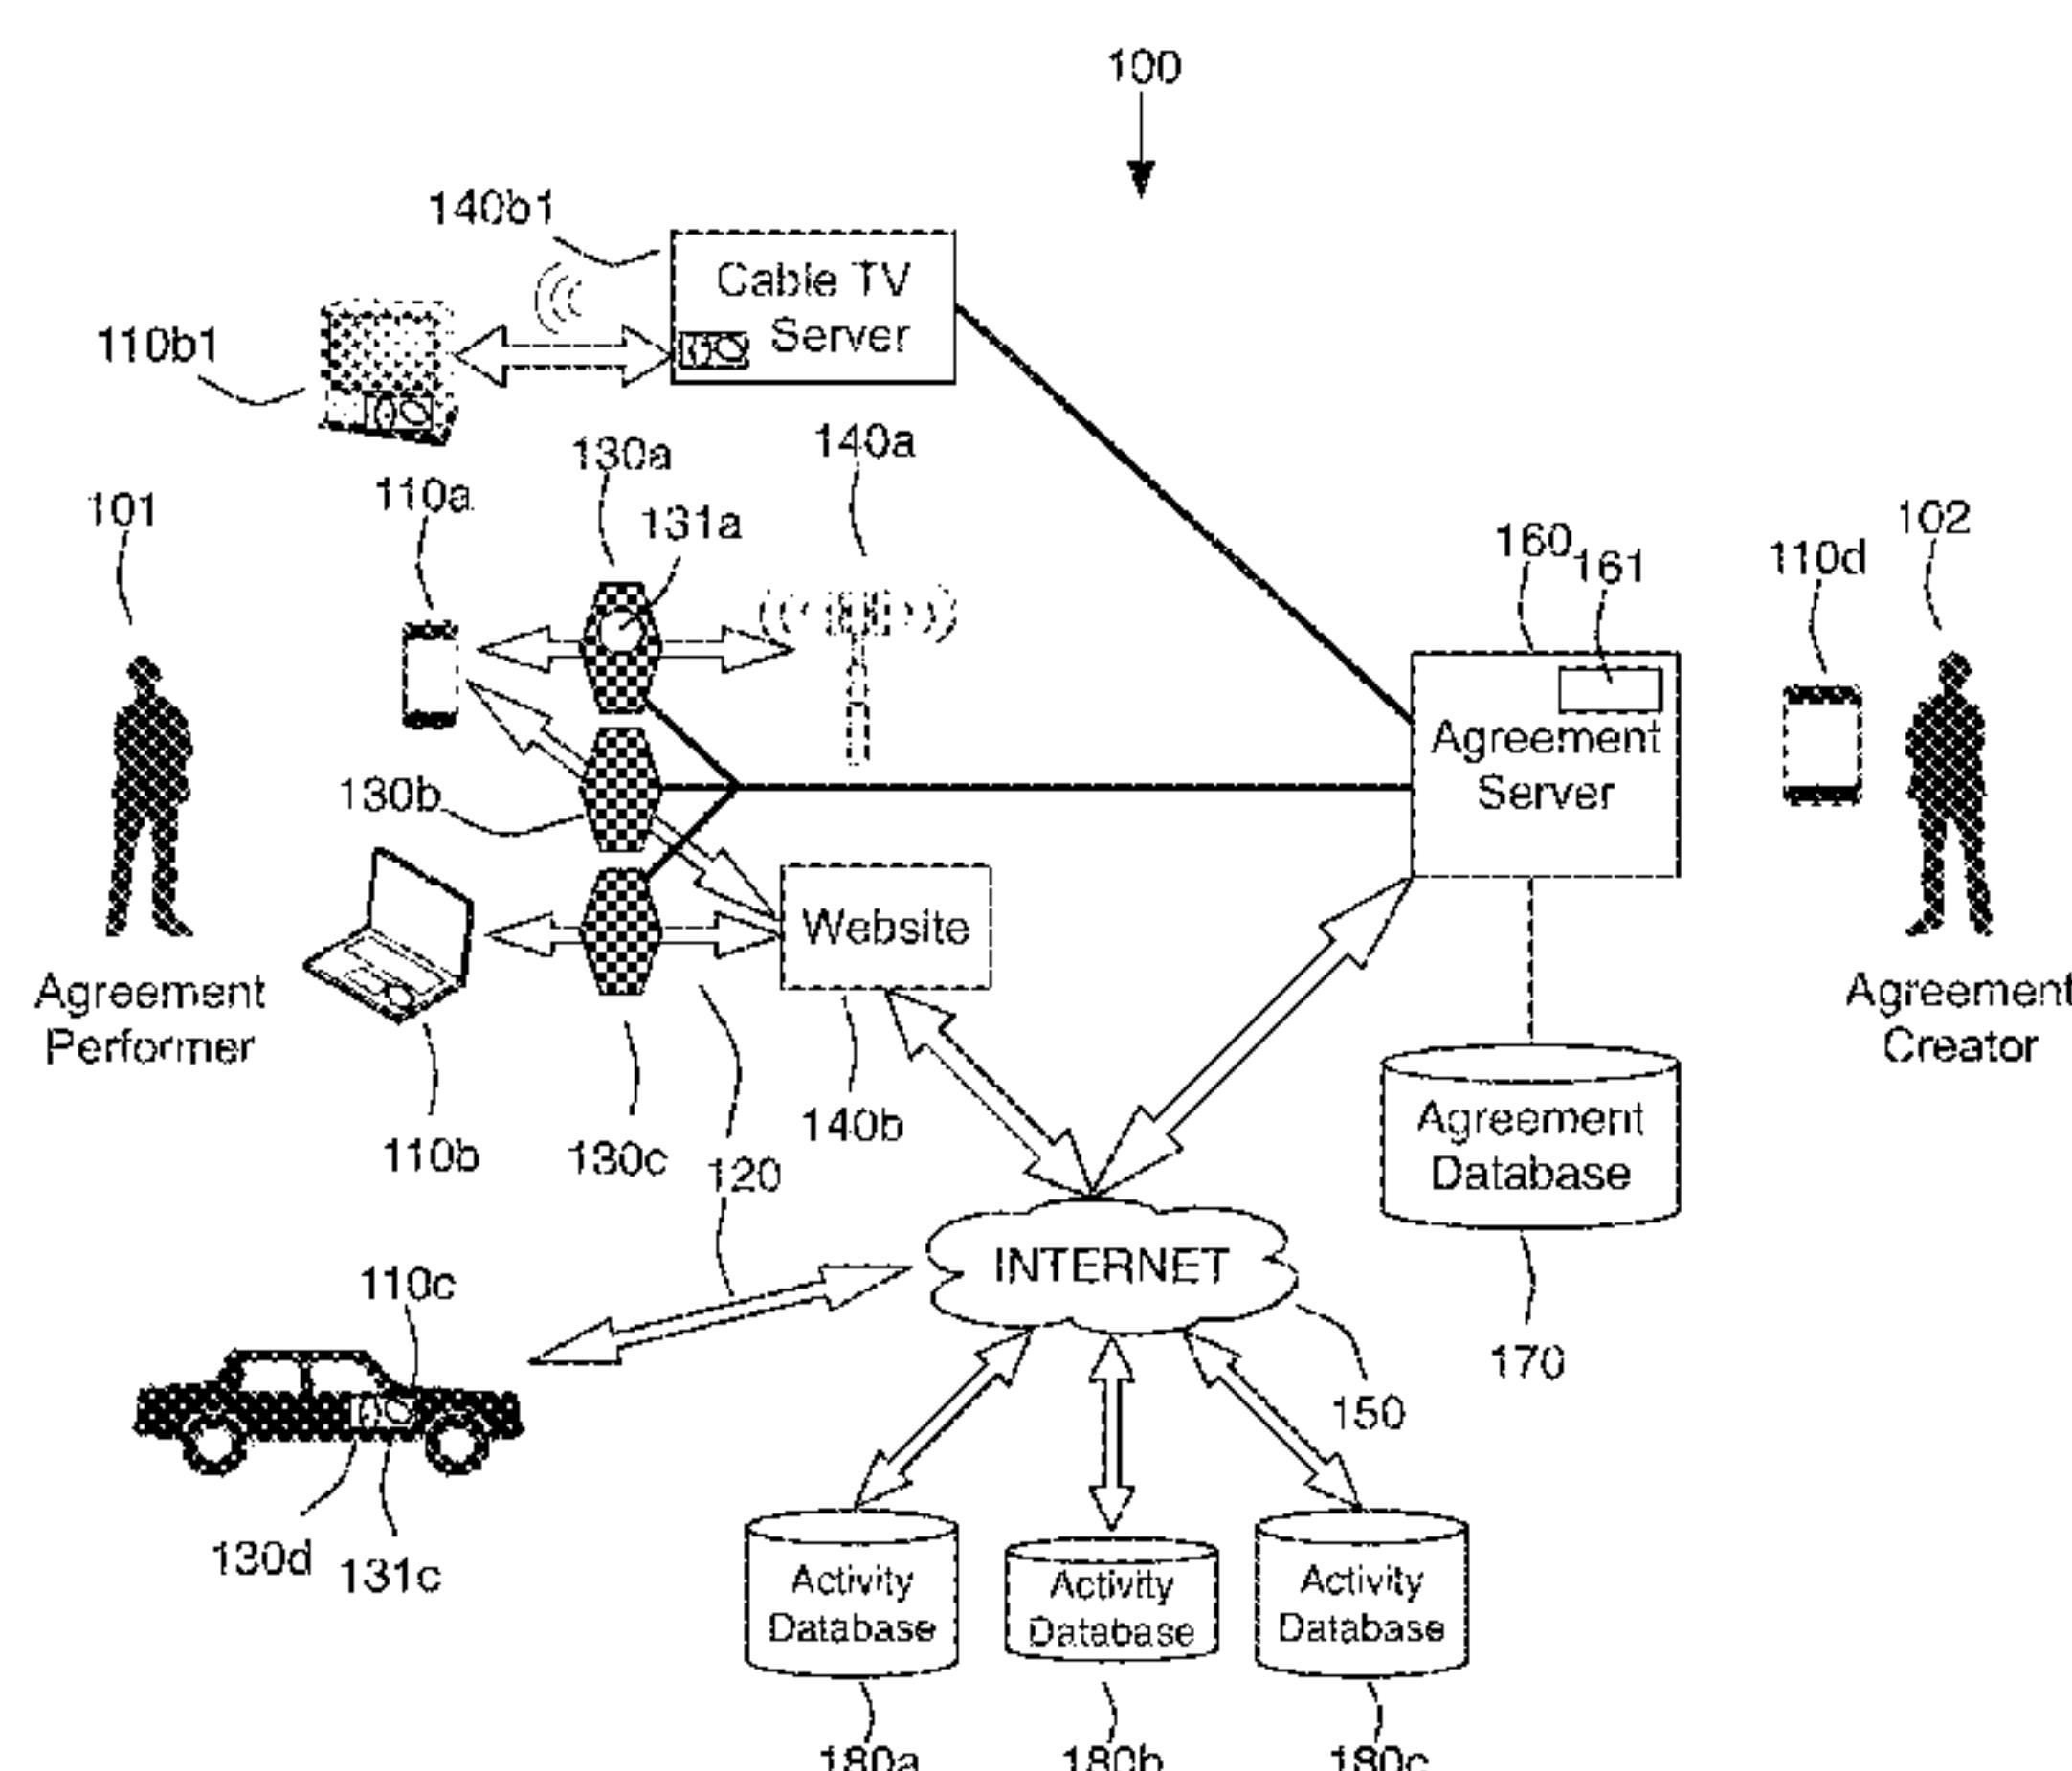 100
140b1
Cable TV
Server
110b1
130a
140a
110a
131a
101
160
161
110d
102
Agreement
Server
130b
Website
Agreement
Performer
Agreement
Creator
110b
130c
120
140b
Agreement
Database
INTERNET
110c
170
150
130d
131c
Activity
Database
Activity
Database
Activity
Database
180a
180b
180c